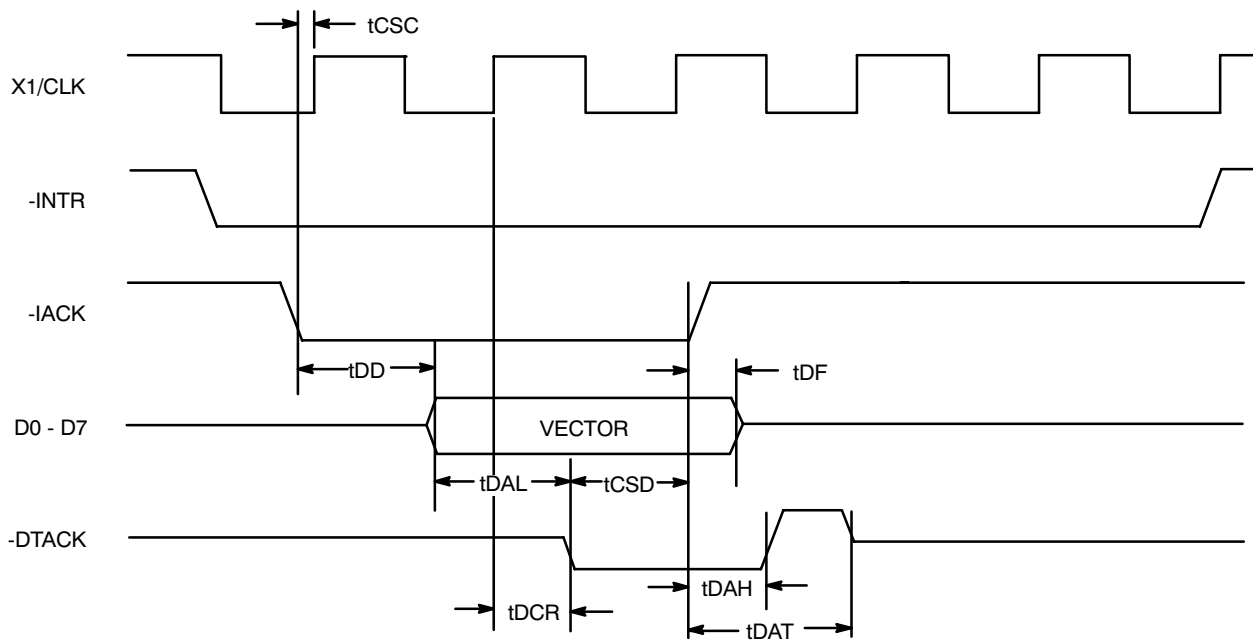 tCSC
X1/CLK
-INTR
-IACK
tDD
tDF
D0 - D7
VECTOR
tDAL
tCSD
-DTACK
tDAH
tDCR
tDAT